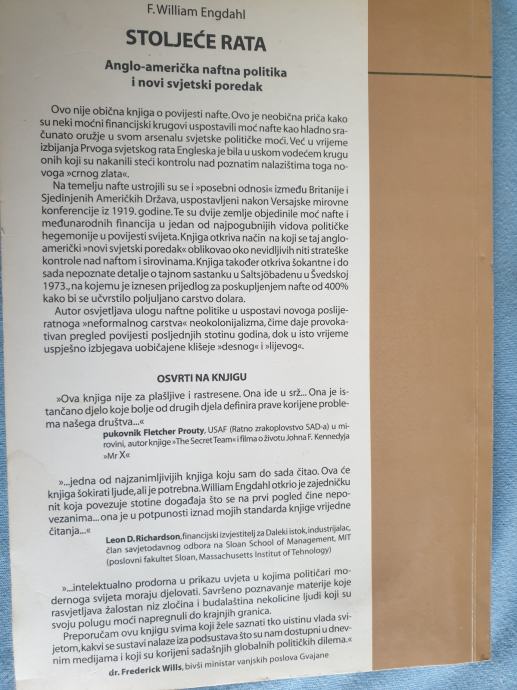 F. William Engdahl
STOLJEĆE RATA
Anglo-američka naftna politika
i novi svjetski poredak
Ovo nije obična knjiga o povijesti nafte. Ovo je neobična priča kako
su neki moćni financijski krugovi uspostavili moć nafte kao hladno sra-
čunato oružje u svom arsenalu svjetske političke moći. Već u vrijeme
izbijanja Prvoga svjetskog rata Engleska je bila u uskom vodećem krugu
onih koji su nakanili steći kontrolu nad poznatim nalazištima toga no-
voga »crnog zlata«.
Na temelju nafte ustrojili su se i »posebni odnosi« između Britanije i
Sjedinjenih Američkih Država, uspostavljeni nakon Versajske mirovne
konferencije iz 1919. godine. Te su dvije zemlje objedinile moć nafte i
međunarodnih financija u jedan od najpogubnijih vidova političke
hegemonije u povijesti svijeta. Knjiga otkriva način na koji se taj anglo-
američki »novi svjetski poredak« oblikovao oko nevidljivih niti strateške
kontrole nad naftom i sirovinama. Knjiga također otkriva šokantne i do
sada nepoznate detalje o tajnom sastanku u Saltsjöbadenu u Švedskoj
1973., na kojemu je iznesen prijedlog za poskupljenjem nafte od 400%
kako bi se učvrstilo poljuljano carstvo dolara.
Autor osvjetljava ulogu naftne politike u uspostavi novoga poslije-
ratnoga »neformalnog carstva« neokolonijalizma, čime daje provoka-
tivan pregled povijesti posljednjih stotinu godina, dok u isto vrijeme
uspješno izbjegava uobičajene klišeje »desnog« i »lijevog«.
OSVRTI NA KNJIGU
»Ova knjiga nije za plašljive i rastresene. Ona ide u srž... Ona je is-
tančano djelo koje bolje od drugih djela definira prave korijene proble-
ma našega društva...«
pukovnik Fletcher Prouty, USAF (Ratno zrakoplovstvo SAD-a) u mi-
rovini, autor knjige »The Secret Team« i filma o životu Johna F. Kennedyja
»Mr X«
»...jedna od najzanimljivijih knjiga koju sam do sada čitao. Ova će
knjiga šokirati ljude, ali je potrebna. William Engdahl otkrio je zajednički
nit koja povezuje stotine događaja što se na prvi pogled čine nepo-
vezanima... ona je u potpunosti iznad mojih standarda knjige vrijedne
čitanja...«
Leon D. Richardson, financijski izvjestitelj za Daleki istok, industrijalac,
član savjetodavnog odbora na Sloan School of Management, MIT
(poslovni fakultet Sloan, Massachusetts Institut of Tehnology)
»...intelektualno prodorna u prikazu uvjeta u kojima političari mo-
dernoga svijeta moraju djelovati. Savršeno poznavanje materije koje
rasvjetljava žalostan niz zločina i budalaština nekolicine ljudi koji su
svoju polugu moći napregnuli do krajnjih granica.
Preporučam ovu knjigu svima koji žele saznati tko uistinu vlada svi-
jetom, kakvi se sustavi nalaze iza podsustava što su nam dostupni u dnev-
nim medijama i koji su korijeni sadašnjih globalnih političkih dilema.«
dr. Frederick Wills, bivši ministar vanjskih poslova Gvajane